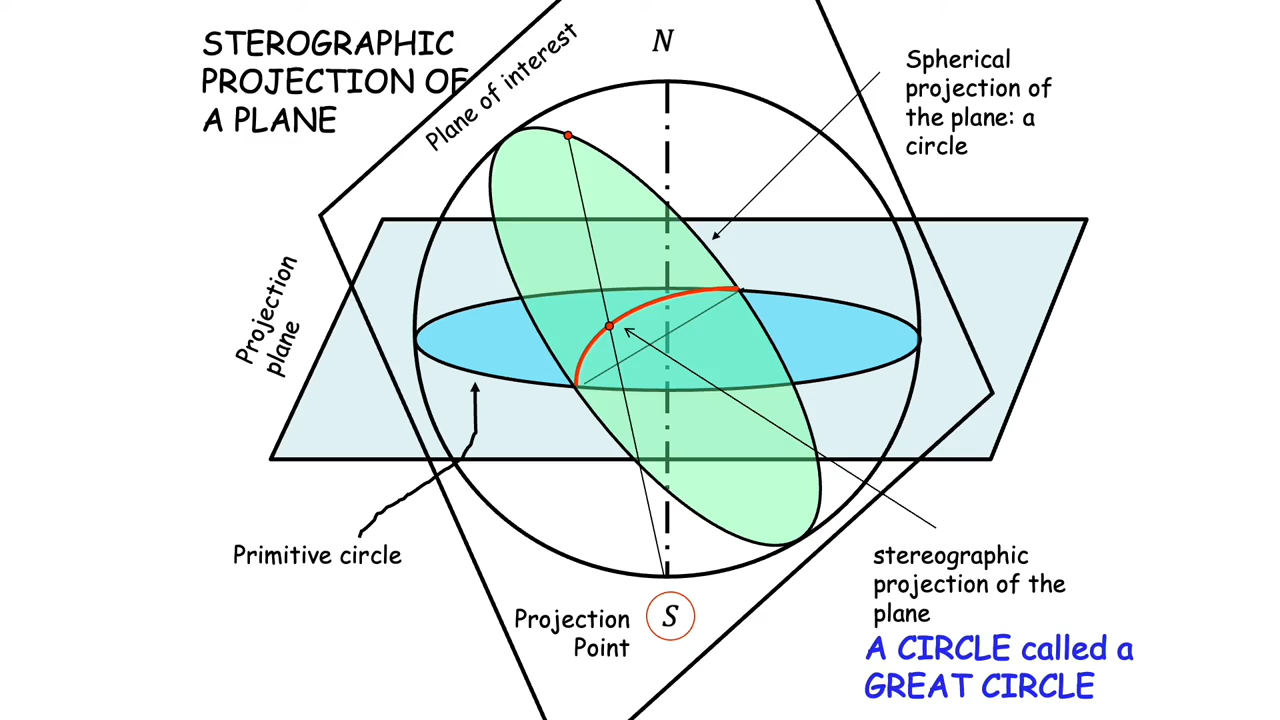 STEROGRAPHIC
PROJECTION OF
A PLANE
Plane of interest
N
Spherical
projection of
the plane: a
circle
Projection
plane
Primitive circle
Projection
Point
S
stereographic
projection of the
plane
A CIRCLE called a
GREAT CIRCLE